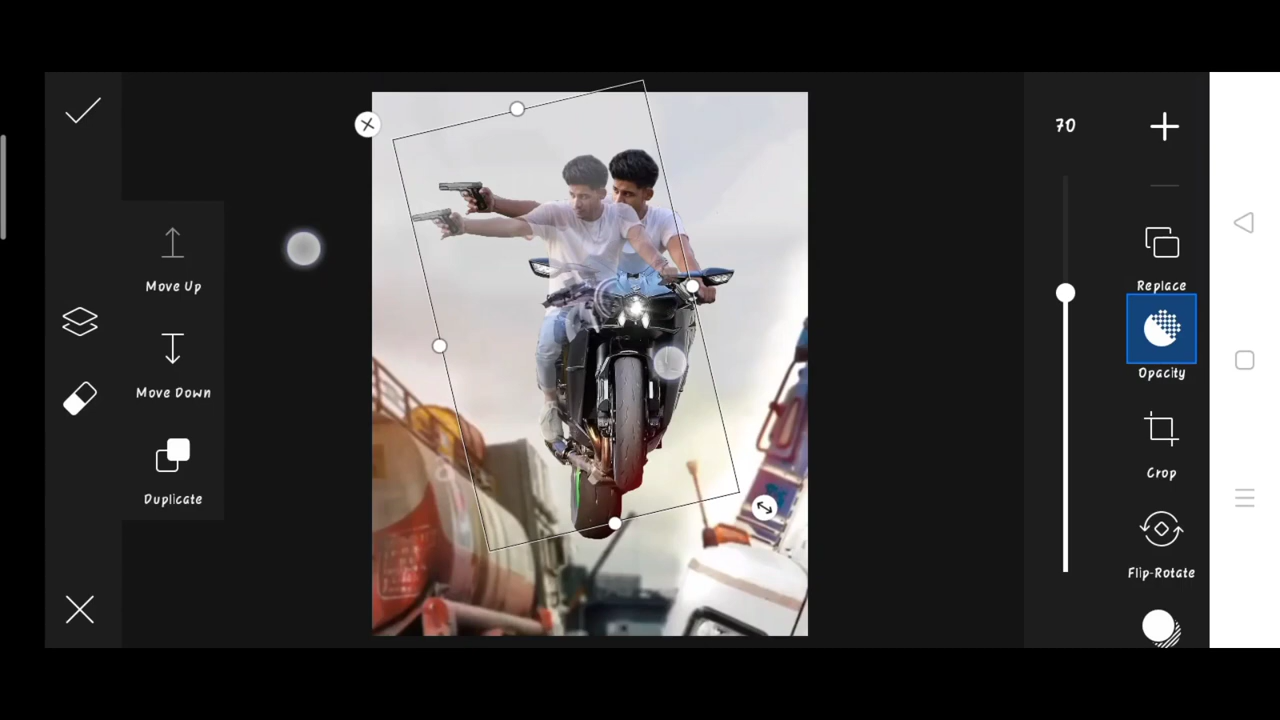 70
Move Up
Replace
Opacity
Move Down
Crop
Duplicate
Flip-Rotate